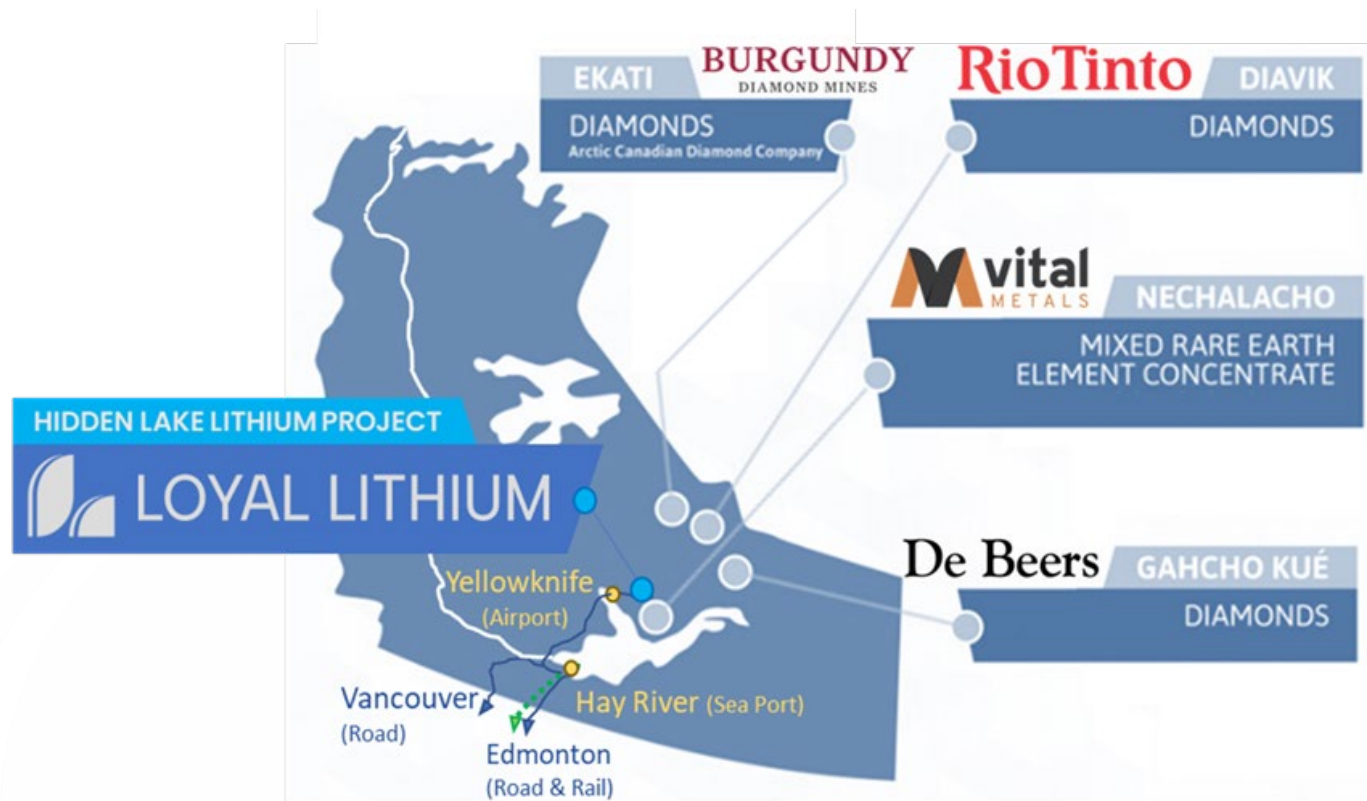 EKATI
BURGUNDY
DIAMOND MINES
DIAMONDS
Arctic Canadian Diamond Company
RioTinto
DIAVIK
DIAMONDS
vital
METALS
NECHALACHO
MIXED RARE EARTH
ELEMENT CONCENTRATE
HIDDEN LAKE LITHIUM PROJECT
LOYAL LITHIUM
De Beers
GAHCHO KUÉ
DIAMONDS
Yellowknife
(Airport)
Hay River (Sea Port)
Vancouver
(Road)
Edmonton
(Road & Rail)